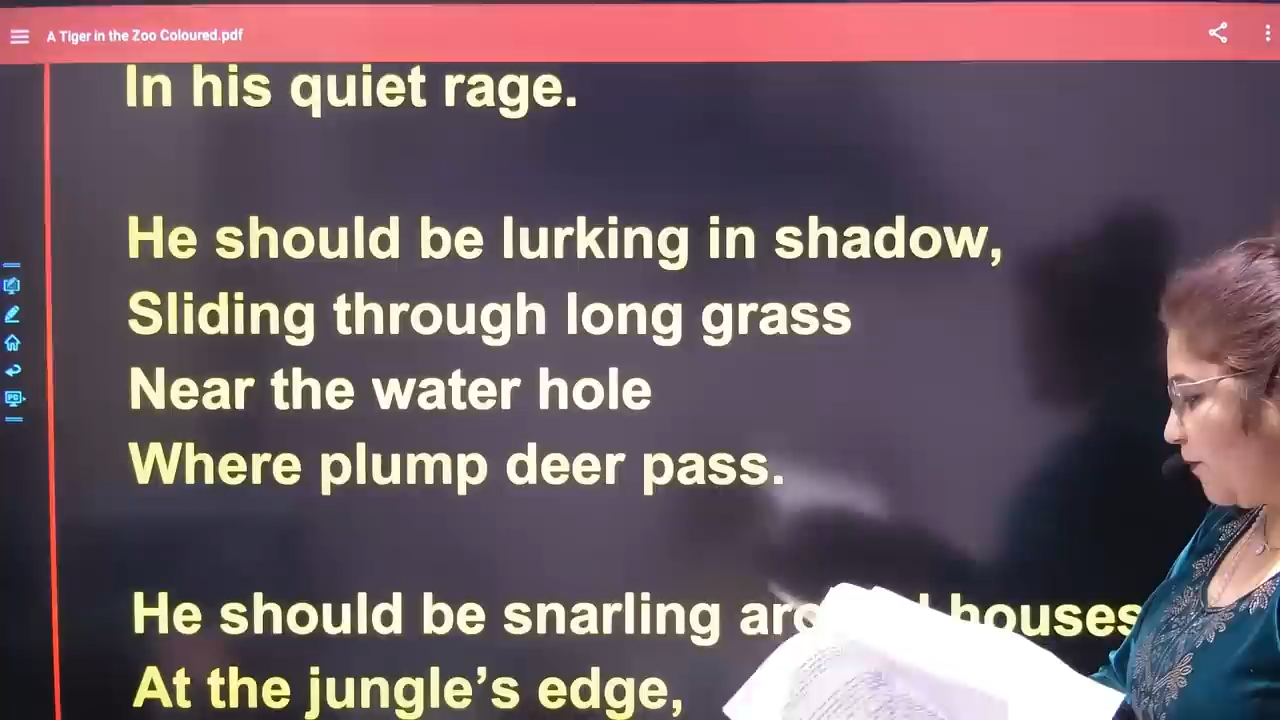 A Tiger in the Zoo Coloured.pdf
In his quiet rage.
He should be lurking in shadow,
Sliding through long grass
Near the water hole
Where plump deer pass.
He should be snarling houses
At the jungle's edge,